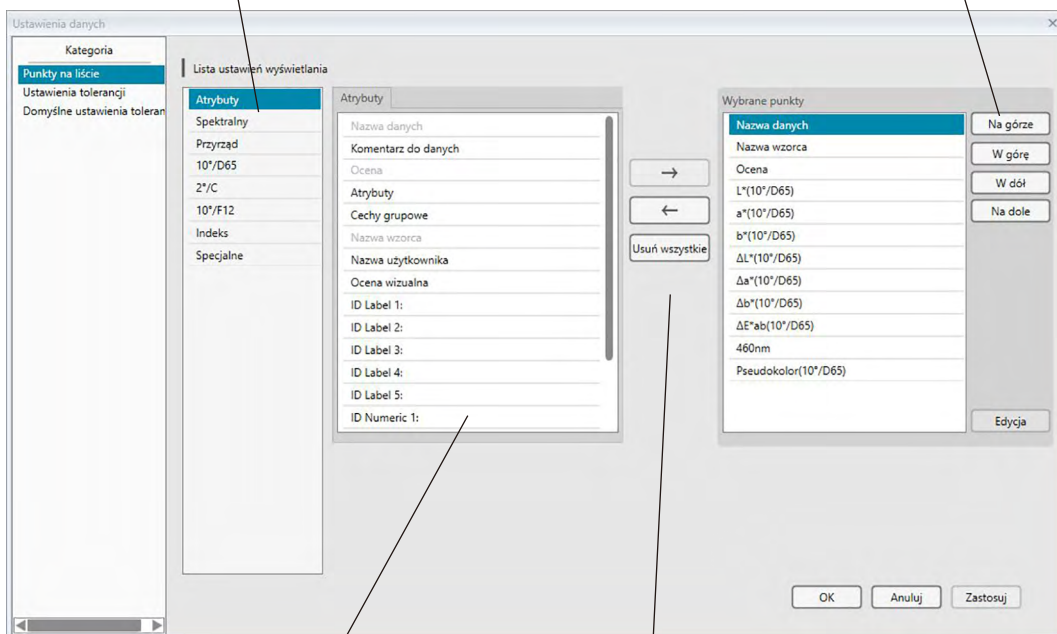 Ustawienia danych
Kategoria
Punkty na liście
Ustawienia tolerancji
Domyślne ustawienia toleran
Lista ustawień wyświetlania
Atrybuty
Spektralny
Przyrząd
10°/D65
2°/C
10°/F12
Indeks
Specjalne
Atrybuty
Nazwa danych
Komentarz do danych
Ocena
Atrybuty
Cechy grupowe
Nazwa wzorca
Nazwa użytkownika
Ocena wizualna
ID Label 1:
ID Label 2:
ID Label 3:
ID Label 4:
ID Label 5:
ID Numeric 1:
→
←
Usuń wszystkie
Wybrane punkty
Nazwa danych
Nazwa wzorca
Ocena
L*(10°/D65)
a*(10°/D65)
b*(10°/D65)
ΔL*(10°/D65)
Δa*(10°/D65)
Δb*(10°/D65)
ΔE*ab(10°/D65)
460nm
Pseudokolor(10°/D65)
Na górze
W górę
W dół
Na dole
Edycja
OK
Anuluj
Zastosuj